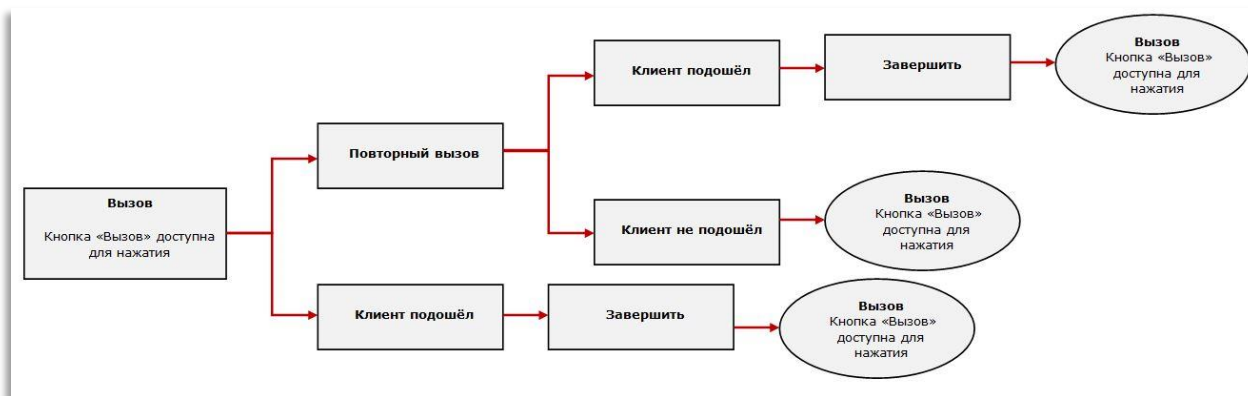 Вызов
Кнопка «Вызов»
доступна для
нажатия
Клиент подошёл
Завершить
Повторный вызов
Вызов
Кнопка «Вызов» доступна
для нажатия
Клиент не подошёл
Вызов
Кнопка «Вызов»
доступна для
нажатия
Клиент подошёл
Завершить
Вызов
Кнопка «Вызов»
доступна для
нажатия